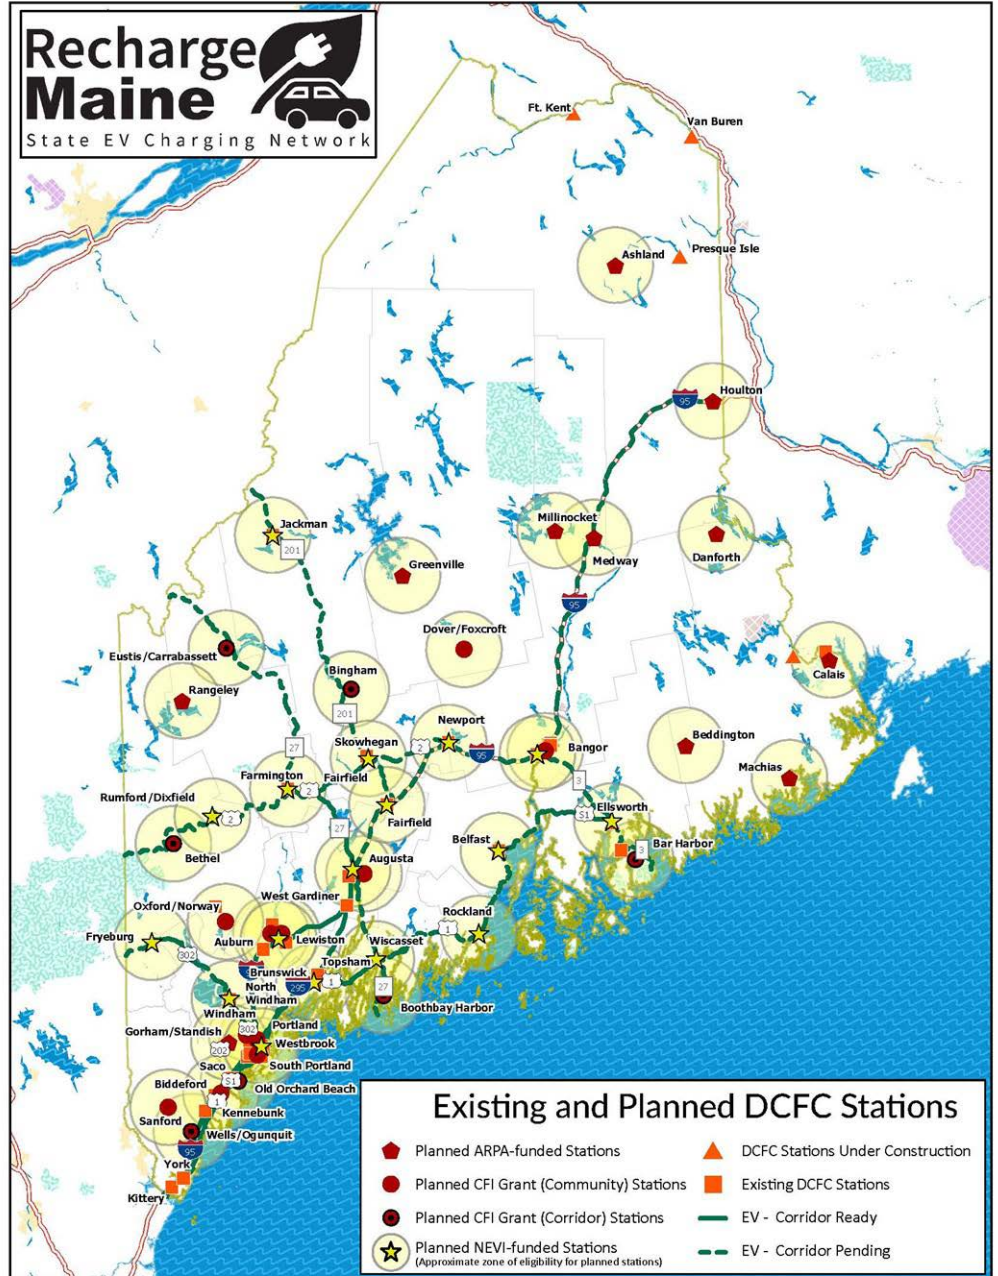 Recharge
Maine
State EV Charging Network
Ft. Kent
Van Buren
Ashland
Presque Isle
Houlton
95
Jackman
201
Millinocket
Medway
Danforth
Greenville
95
Dover/Foxcroft
Eustis/Carrabassett
Bingham
Calais
Rangeley
201
Newport
Skowhegan
2
95
Bangor
Beddington
27
Machias
Farmington
Fairfield
2
3
Rumford/Dixfield
2
Fairfield
S1
Ellsworth
27
Belfast
3
Bar Harbor
Bethel
Augusta
West Gardiner
Oxford/Norway
Rockland
Fryeburg
Auburn
Lewiston
Wiscasset
1
302
Topsham
Brunswick
295
1
North
Windham
27
Windham
Boothbay Harbor
Gorham/Standish
302
Portland
202
Westbrook
Saco
South Portland
Biddeford
S1
Old Orchard Beach
1
Kennebunk
Sanford
Wells/Ogunquit
95
York
Kittery
Existing and Planned DCFC Stations
Planned ARPA-funded Stations
Planned CFI Grant (Community) Stations
Planned CFI Grant (Corridor) Stations
Planned NEVI-funded Stations
(Approximate zone of eligibility for planned stations)
DCFC Stations Under Construction
Existing DCFC Stations
EV - Corridor Ready
EV - Corridor Pending